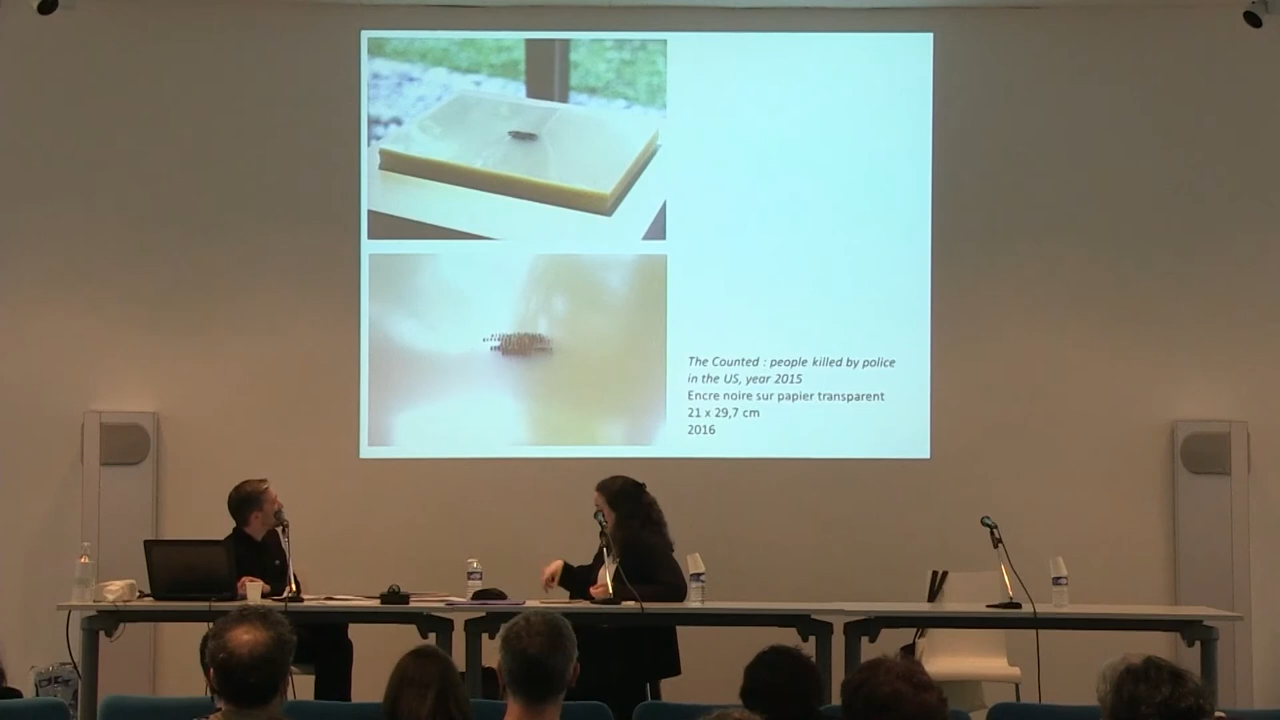 The Counted : people killed by police
in the US, year 2015
Encre noire sur papier transparent
21 x 29,7 cm
2016